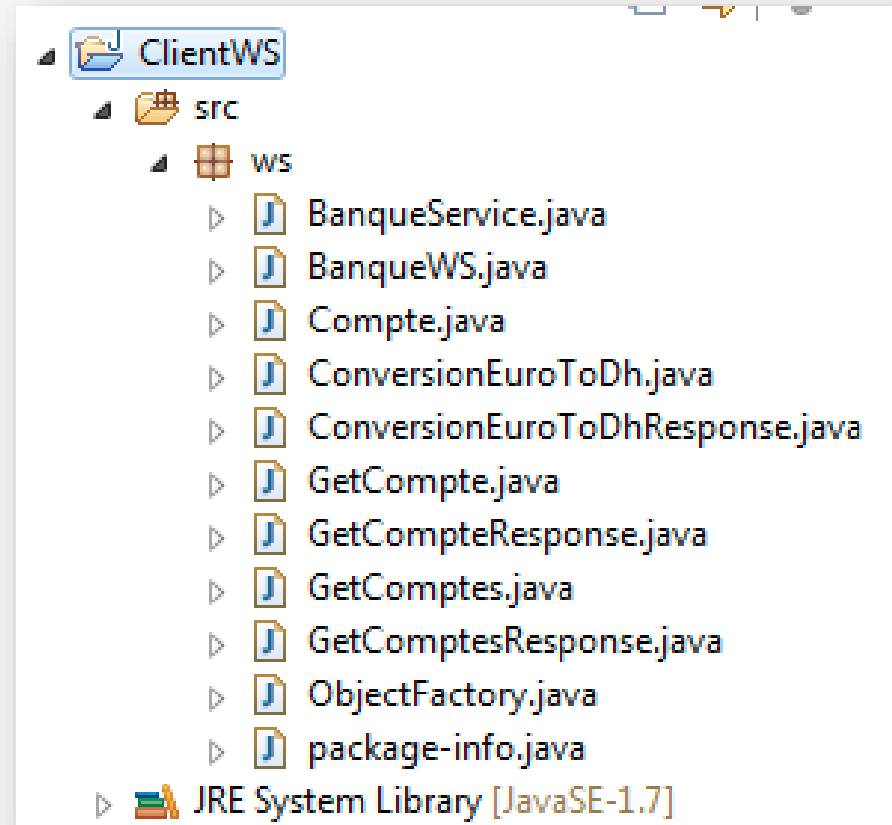 ClientWS
src
ws
BanqueService.java
BanqueWS.java
Compte.java
ConversionEuroToDh.java
ConversionEuroToDhResponse.java
GetCompte.java
GetCompteResponse.java
GetComptes.java
GetComptesResponse.java
ObjectFactory.java
package-info.java
JRE System Library [JavaSE-1.7]